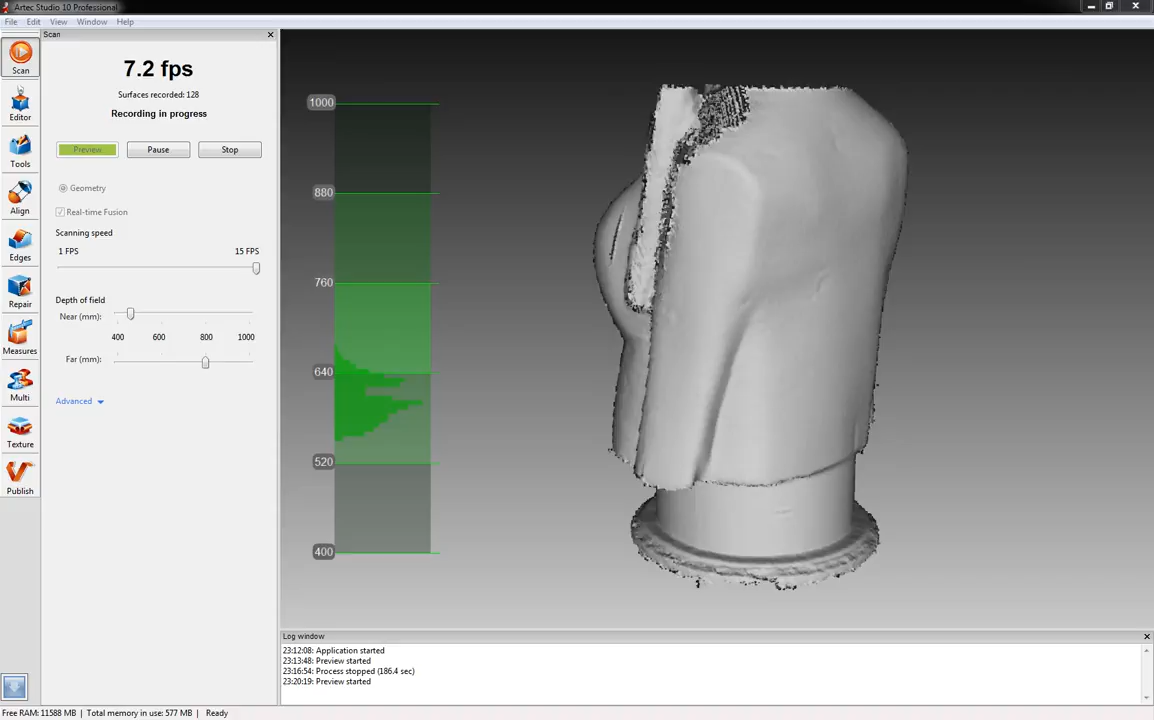 Artec Studio 10 Professional
File Edit View Window Help
Scan
Scan
Editor
Tools
Align
Edges
Repair
Measures
Multi
Texture
Publish
7.2 fps
Surfaces recorded: 128
Recording in progress
Preview Pause Stop
Geometry
Real-time Fusion
Scanning speed
1 FPS 15 FPS
Depth of field
Near (mm):
400 600 800 1000
Far (mm):
Advanced
1000
880
760
640
520
400
Log window
23:12:08: Application started
23:13:48: Preview started
23:16:54: Process stopped (186.4 sec)
23:20:19: Preview started
Free RAM: 11588 MB | Total memory in use: 577 MB | Ready